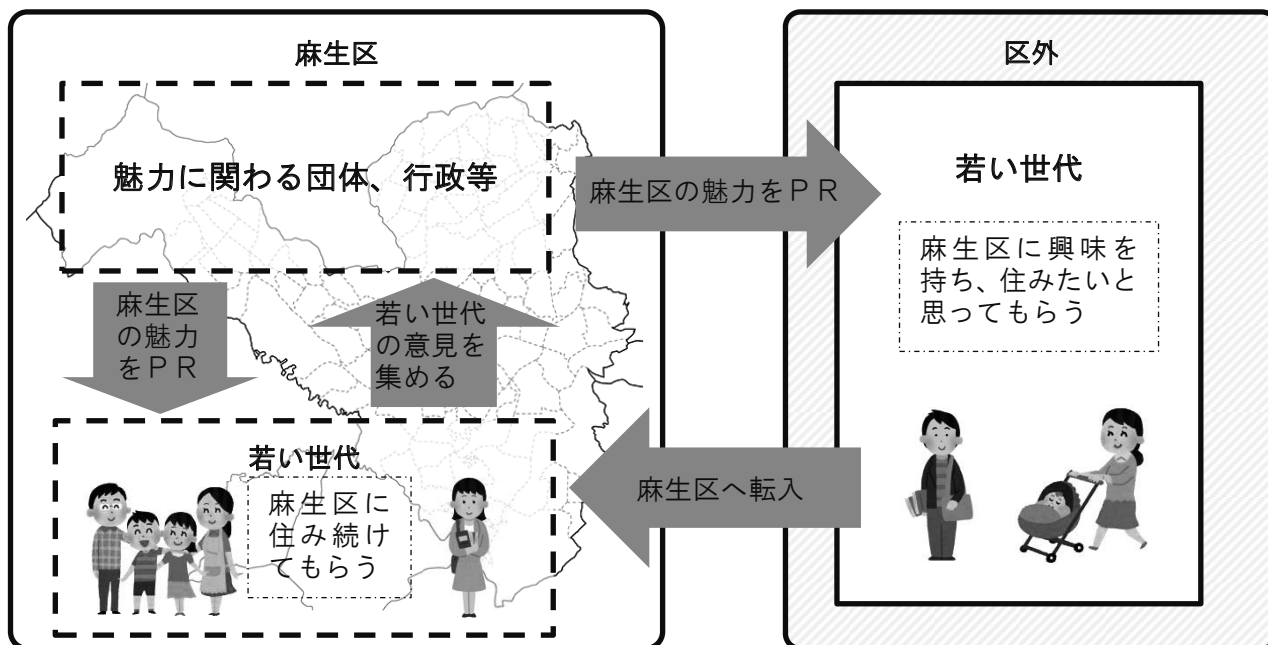 麻生区
魅力に関わる団体、行政等
麻生区の魅力をＰＲ
麻生区
の魅力
をＰＲ
若い世代
の意見を
集める
若い世代
麻生区に
住み続け
てもらう
麻生区へ転入
区外
若い世代
麻生区に興味を
持ち、住みたいと
思ってもらう